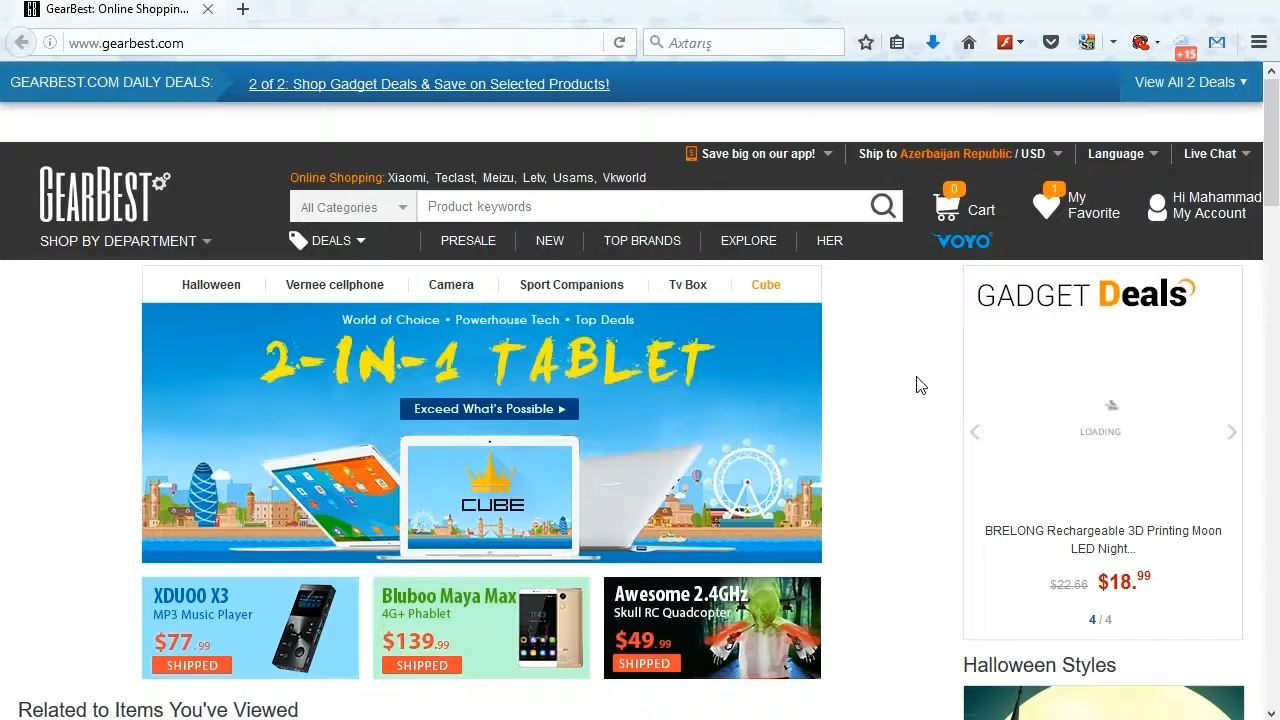 GearBest: Online Shoppin...
www.gearbest.com
Axtarış
+15
GEARBEST.COM DAILY DEALS:
2 of 2: Shop Gadget Deals & Save on Selected Products!
View All 2 Deals
Save big on our app!
Ship to Azerbaijan Republic / USD
Language
Live Chat
GEARBEST
Online Shopping: Xiaomi, Teclast, Meizu, Letv, Usams, Vkworld
All Categories
Product keywords
0
Cart
1
My
Favorite
Hi Mahammad
My Account
SHOP BY DEPARTMENT
DEALS
PRESALE
NEW
TOP BRANDS
EXPLORE
HER
VOYO
Halloween
Vernee cellphone
Camera
Sport Companions
Tv Box
Cube
World of Choice • Powerhouse Tech • Top Deals
2-IN-1 TABLET
Exceed What's Possible
CUBE
GADGET Deals
LOADING
BRELONG Rechargeable 3D Printing Moon
LED Night...
$22.66 $18.99
4 / 4
XDUOO X3
MP3 Music Player
$77.99
SHIPPED
Bluboo Maya Max
4G+ Phablet
$139.99
SHIPPED
Awesome 2.4GHz
Skull RC Quadcopter
$49.99
SHIPPED
Halloween Styles
Related to Items You've Viewed